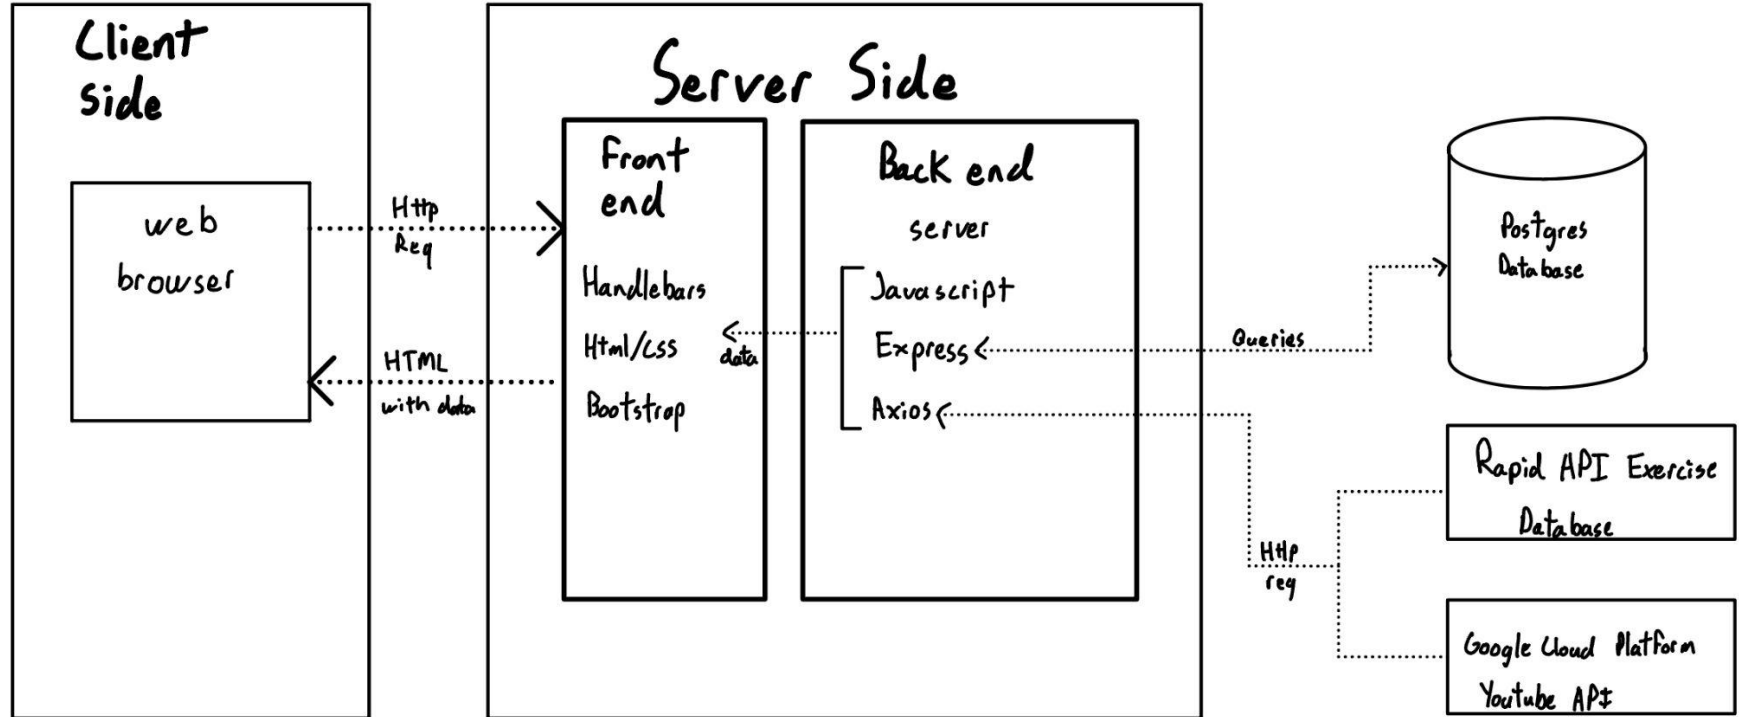 Client
side
web
browser
Http
Req
HTML
with data
Server Side
Front
end
Handlebars
Html/css
Bootstrap
data
Back end
server
Javascript
Express
Axios
Queries
Http
req
Postgres
Database
Rapid API Exercise
Database
Google Cloud Platform
Youtube API